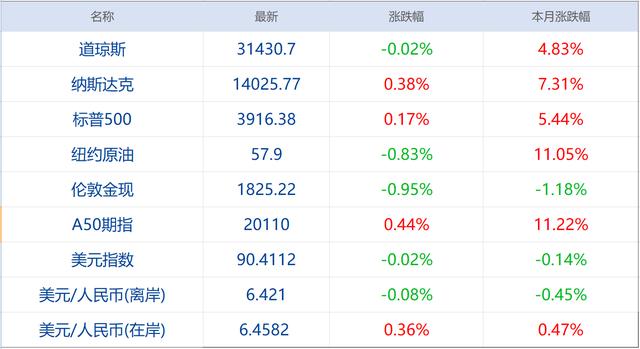 名称 最新 涨跌幅 本月涨跌幅
道琼斯 31430.7 -0.02% 4.83%
纳斯达克 14025.77 0.38% 7.31%
标普500 3916.38 0.17% 5.44%
纽约原油 57.9 -0.83% 11.05%
伦敦金现 1825.22 -0.95% -1.18%
A50期指 20110 0.44% 11.22%
美元指数 90.4112 -0.02% -0.14%
美元/人民币(离岸) 6.421 -0.08% -0.45%
美元/人民币(在岸) 6.4582 0.36% 0.47%